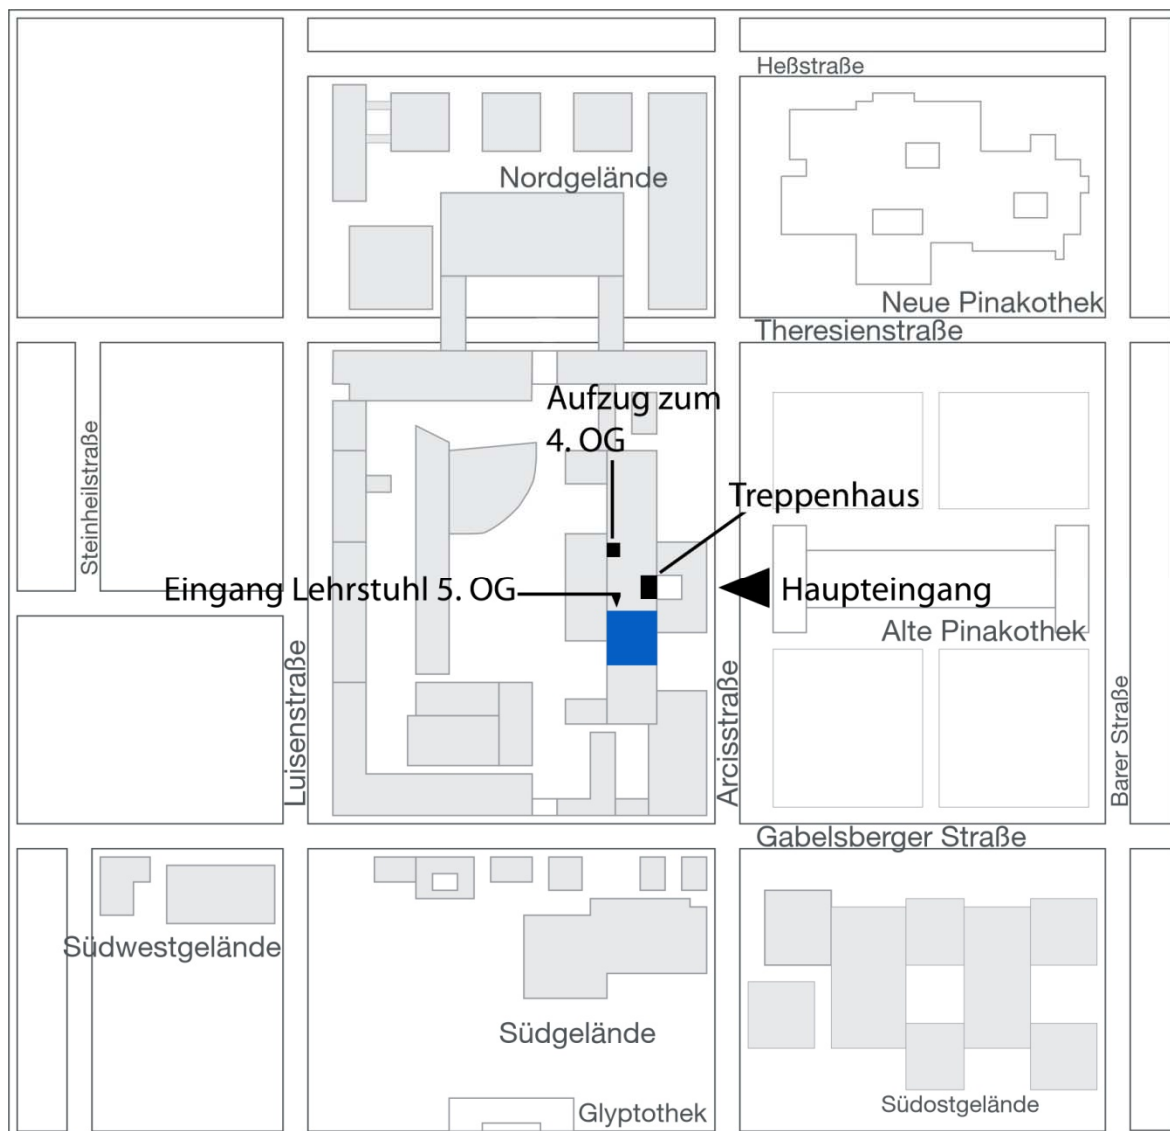 Heßstraße
Nordgelände
Neue Pinakothek
Theresienstraße
Aufzug zum
4. OG
Steinheilstraße
Treppenhaus
Eingang Lehrstuhl 5. OG
Haupteingang
Alte Pinakothek
Luisenstraße
Arcisstraße
Barer Straße
Gabelsberger Straße
Südwestgelände
Südgelände
Glyptothek
Südostgelände